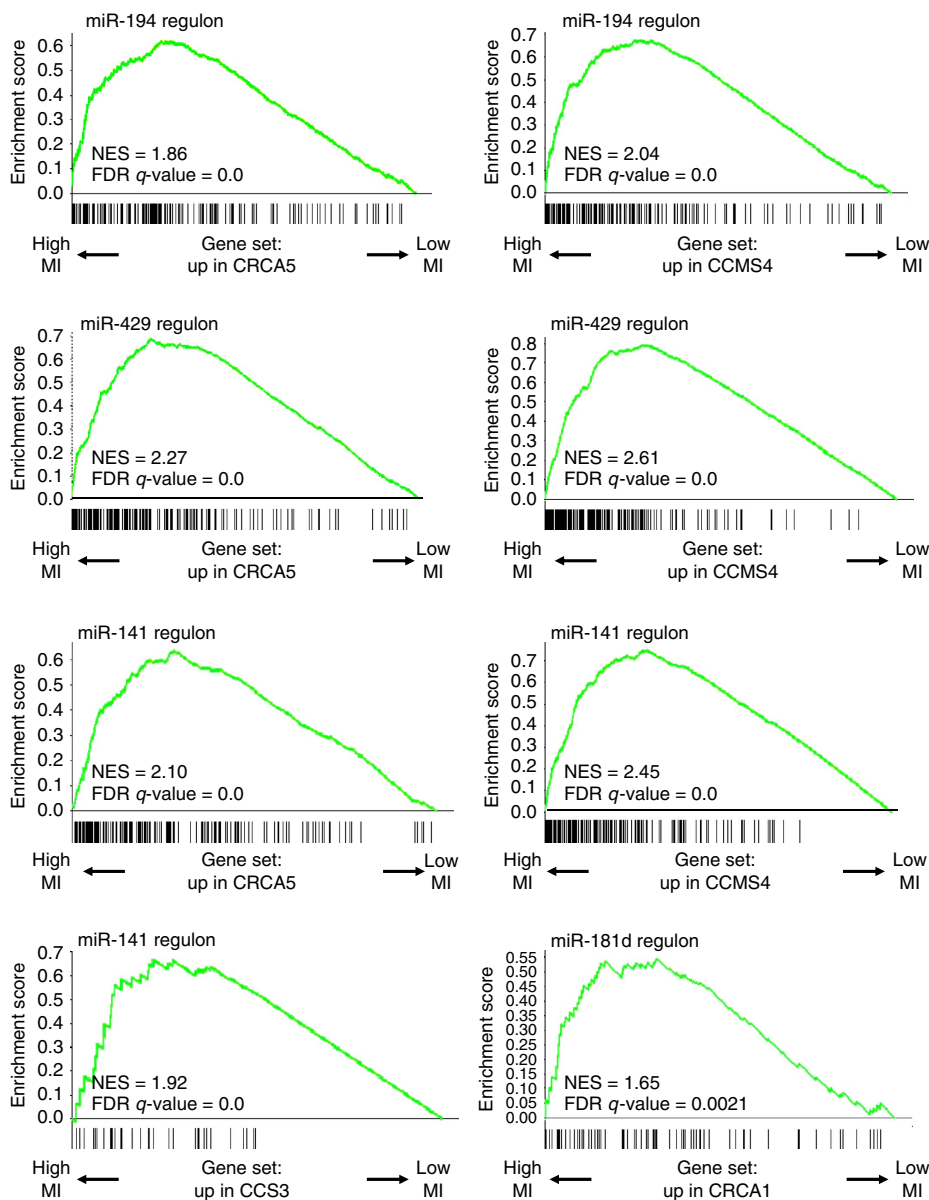 miR-194 regulon
Enrichment score
0.6
0.5
0.4
0.3
0.2
0.1
0.0
NES = 1.86
FDR q-value = 0.0
High
MI
Gene set:
up in CRCA5
Low
MI
miR-194 regulon
Enrichment score
0.7
0.6
0.5
0.4
0.3
0.2
0.1
0.0
NES = 2.04
FDR q-value = 0.0
High
MI
Gene set:
up in CCMS4
Low
MI
miR-429 regulon
Enrichment score
0.7
0.6
0.5
0.4
0.3
0.2
0.1
0.0
NES = 2.27
FDR q-value = 0.0
High
MI
Gene set:
up in CRCA5
Low
MI
miR-429 regulon
Enrichment score
0.8
0.7
0.6
0.5
0.4
0.3
0.2
0.1
0.0
NES = 2.61
FDR q-value = 0.0
High
MI
Gene set:
up in CCMS4
Low
MI
miR-141 regulon
Enrichment score
0.6
0.5
0.4
0.3
0.2
0.1
0.0
NES = 2.10
FDR q-value = 0.0
High
MI
Gene set:
up in CRCA5
Low
MI
miR-141 regulon
Enrichment score
0.7
0.6
0.5
0.4
0.3
0.2
0.1
0.0
NES = 2.45
FDR q-value = 0.0
High
MI
Gene set:
up in CCMS4
Low
MI
miR-141 regulon
Enrichment score
0.7
0.6
0.5
0.4
0.3
0.2
0.1
0.0
NES = 1.92
FDR q-value = 0.0
High
MI
Gene set:
up in CCS3
Low
MI
miR-181d regulon
Enrichment score
0.55
0.50
0.45
0.40
0.35
0.30
0.25
0.20
0.15
0.10
0.05
0.00
NES = 1.65
FDR q-value = 0.0021
High
MI
Gene set:
up in CRCA1
Low
MI